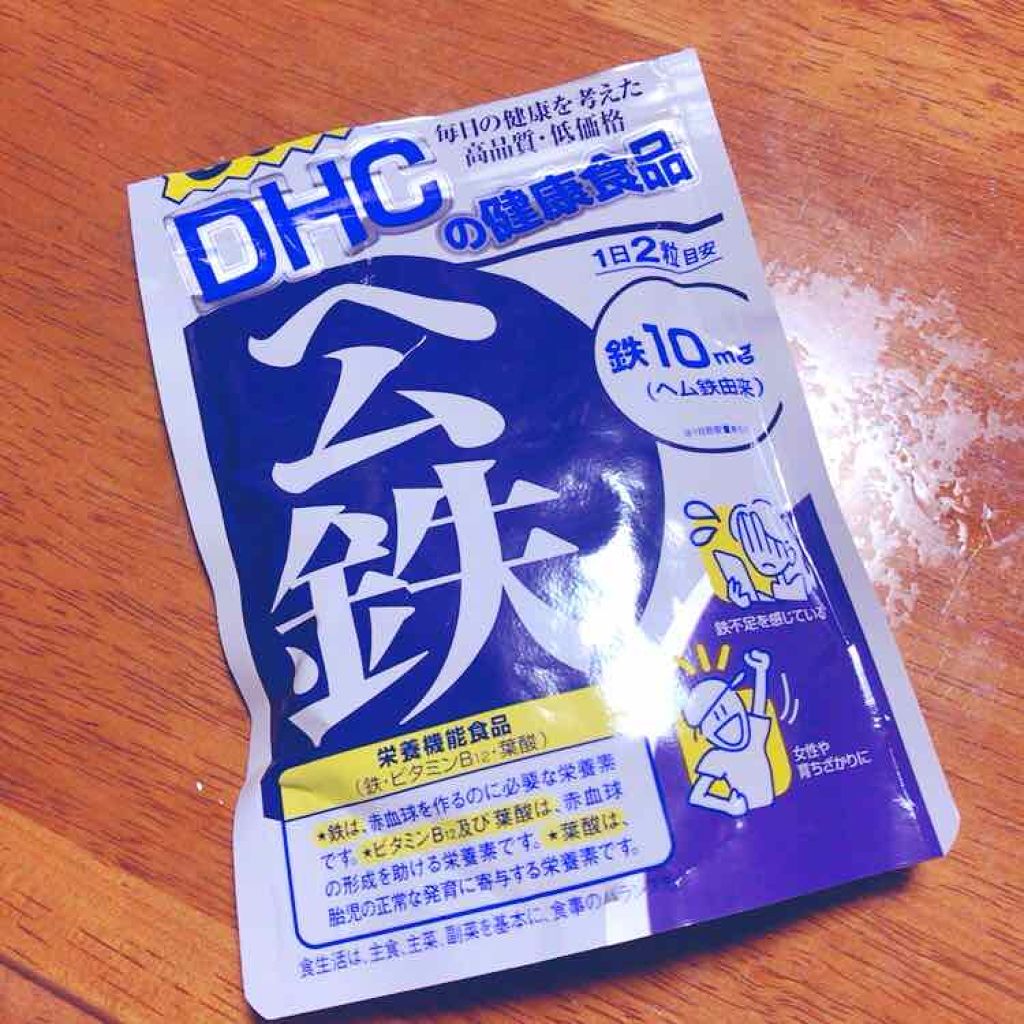 毎日の健康を考えた
高品質・低価格
DHC
の健康食品
1日2粒目安
ヘム
鉄
鉄10mg
(ヘム鉄由来)
鉄不足を感じている
女性や
育ちざかりに
栄養機能食品
(鉄・ビタミンB12・葉酸)
★鉄は、赤血球を作るのに必要な栄養素
です。★ビタミンB12及び葉酸は、赤血球
の形成を助ける栄養素です。★葉酸は、
胎児の正常な発育に寄与する栄養素です。
食生活は、主食、主菜、副菜を基本に、食事のバランスを